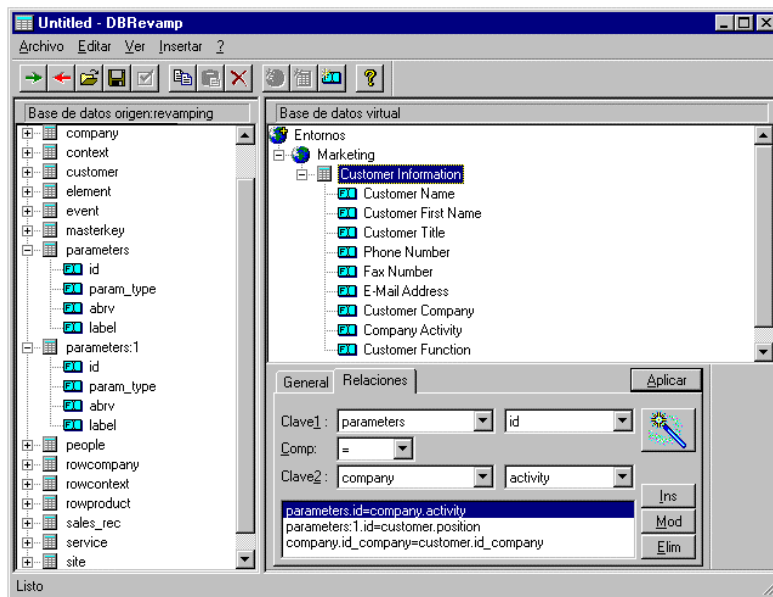 Untitled - DBRevamp
Archivo Editar Ver Insertar ?
Base de datos origen:revamping
company
context
customer
element
event
masterkey
parameters
id
param_type
abrv
label
parameters:1
id
param_type
abrv
label
people
rowcompany
rowcontext
rowproduct
sales_rec
service
site
Base de datos virtual
Entornos
Marketing
Customer Information
Customer Name
Customer First Name
Customer Title
Phone Number
Fax Number
E-Mail Address
Customer Company
Company Activity
Customer Function
General Relaciones Aplicar
Clave1 : parameters id
Comp: =
Clave2 : company activity
parameters.id=company.activity
parameters:1.id=customer.position
company.id_company=customer.id_company
Ins
Mod
Elim
Listo